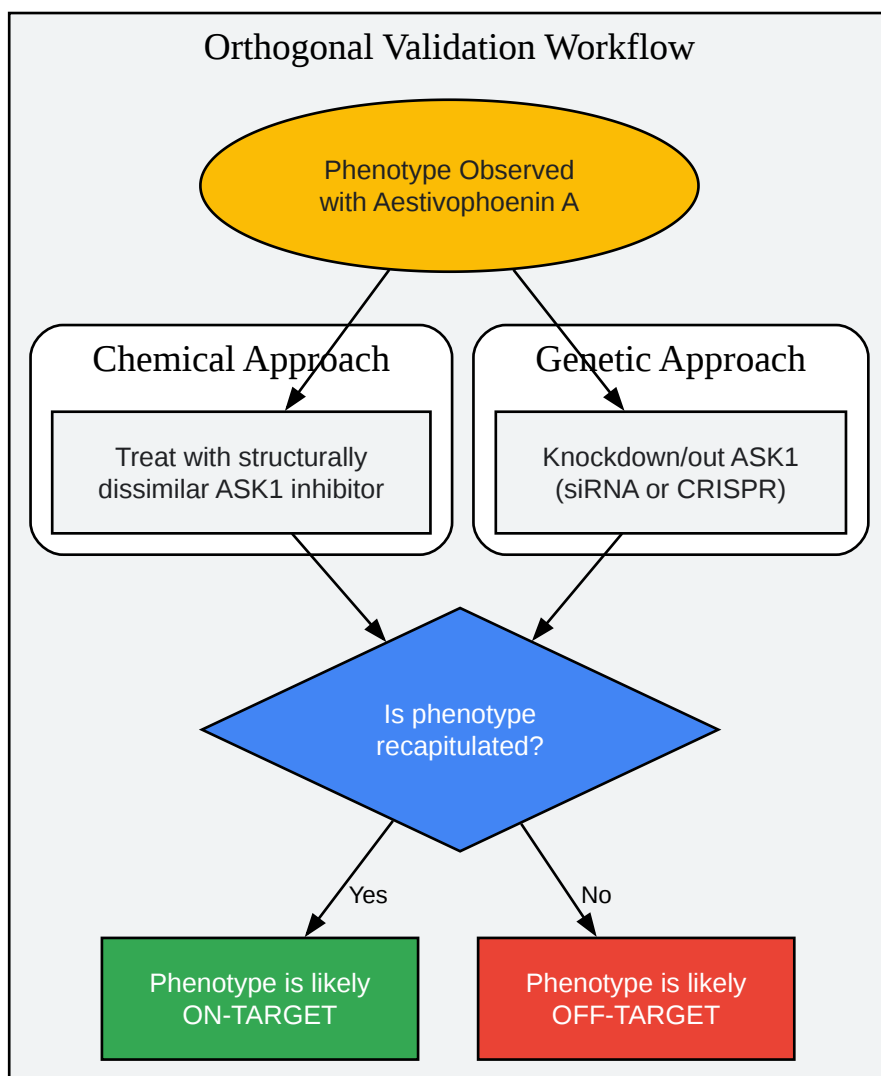 Orthogonal Validation Workflow
Phenotype Observed
with Aestivophoenin A
Chemical Approach
Treat with structurally
dissimilar ASK1 inhibitor
Genetic Approach
Knockdown/out ASK1
(siRNA or CRISPR)
Is phenotype
recapitulated?
Yes
No
Phenotype is likely
ON-TARGET
Phenotype is likely
OFF-TARGET